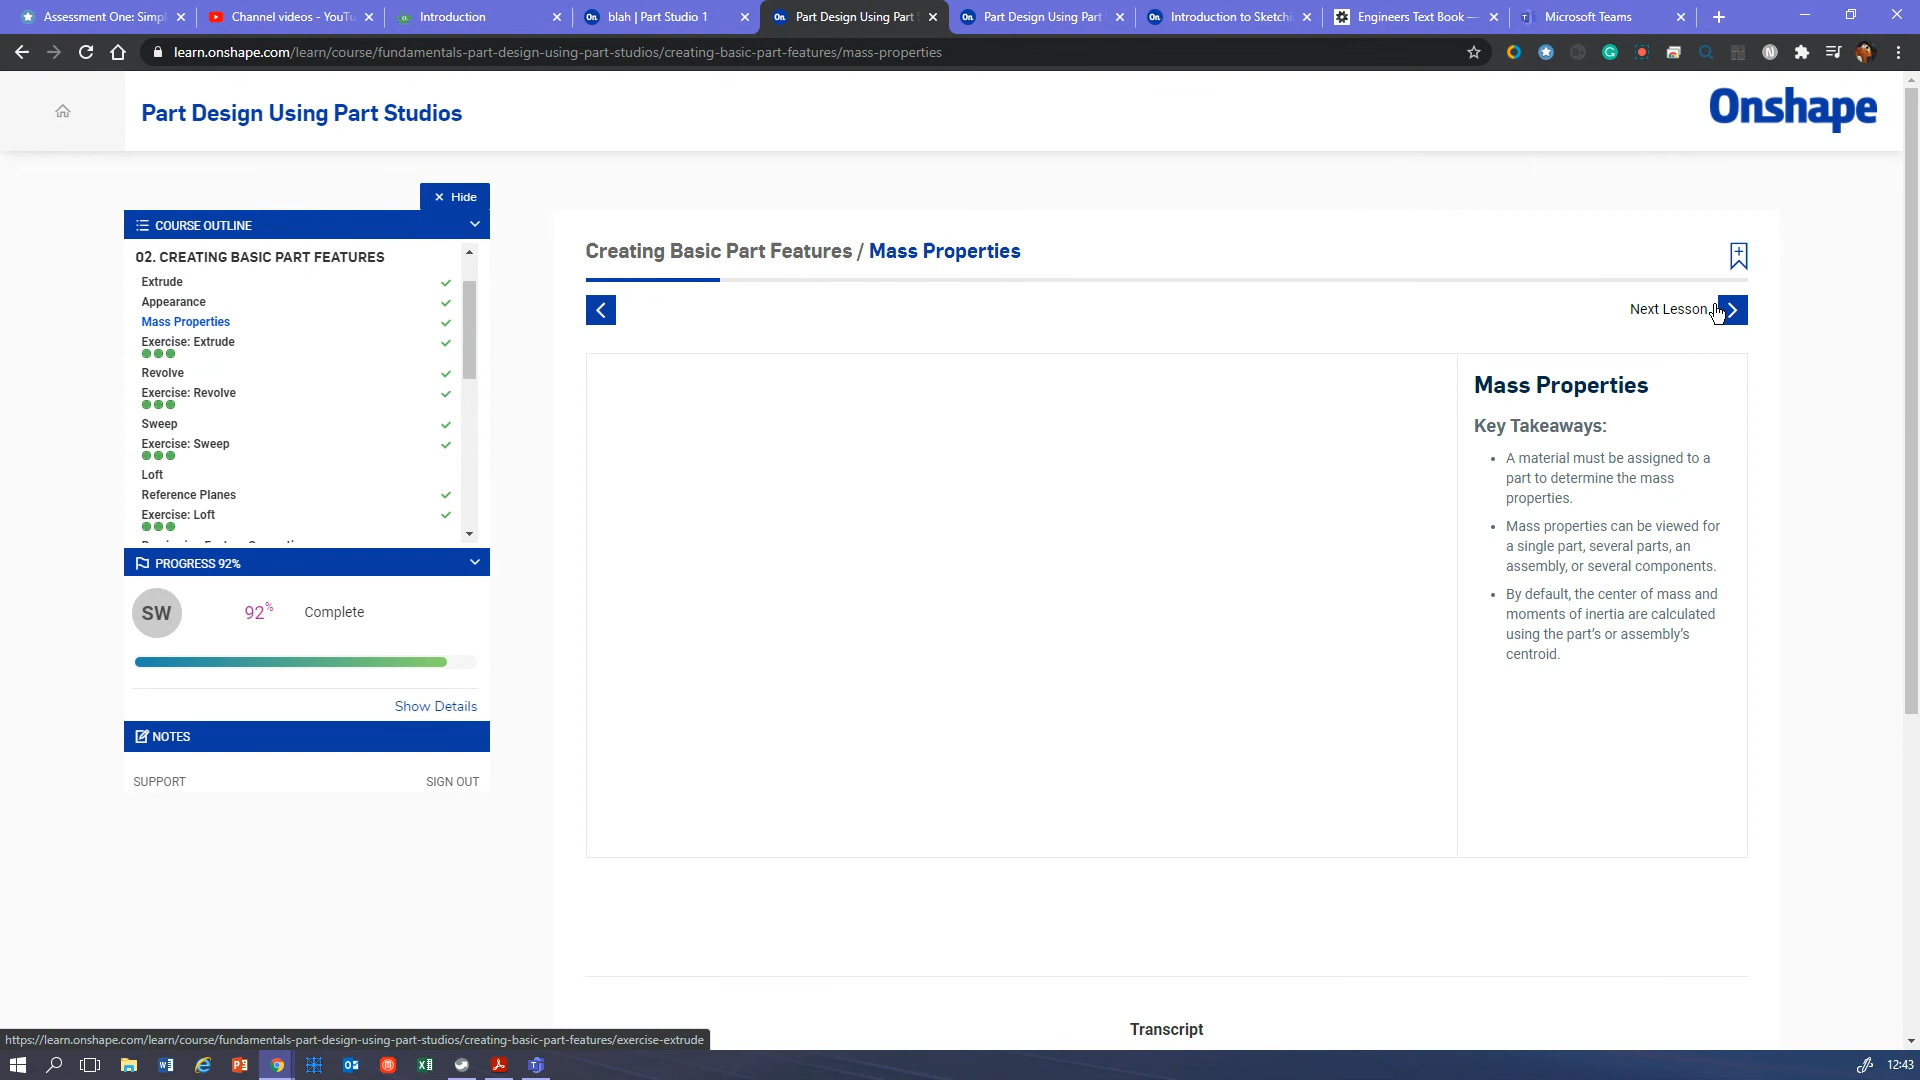 Assessment One: Simpl
Channel videos - YouTu
Introduction
blah | Part Studio 1
Part Design Using Part
Part Design Using Part
Introduction to Sketchi
Engineers Text Book —
Microsoft Teams
learn.onshape.com/learn/course/fundamentals-part-design-using-part-studios/creating-basic-part-features/mass-properties
Part Design Using Part Studios
Onshape
× Hide
COURSE OUTLINE
02. CREATING BASIC PART FEATURES
Extrude
Appearance
Mass Properties
Exercise: Extrude
Revolve
Exercise: Revolve
Sweep
Exercise: Sweep
Loft
Reference Planes
Exercise: Loft
PROGRESS 92%
SW
92% Complete
Show Details
NOTES
SUPPORT SIGN OUT
Creating Basic Part Features / Mass Properties
Next Lesson
Mass Properties
Key Takeaways:
• A material must be assigned to a
part to determine the mass
properties.
• Mass properties can be viewed for
a single part, several parts, an
assembly, or several components.
• By default, the center of mass and
moments of inertia are calculated
using the part's or assembly's
centroid.
Transcript
https://learn.onshape.com/learn/course/fundamentals-part-design-using-part-studios/creating-basic-part-features/exercise-extrude
12:43